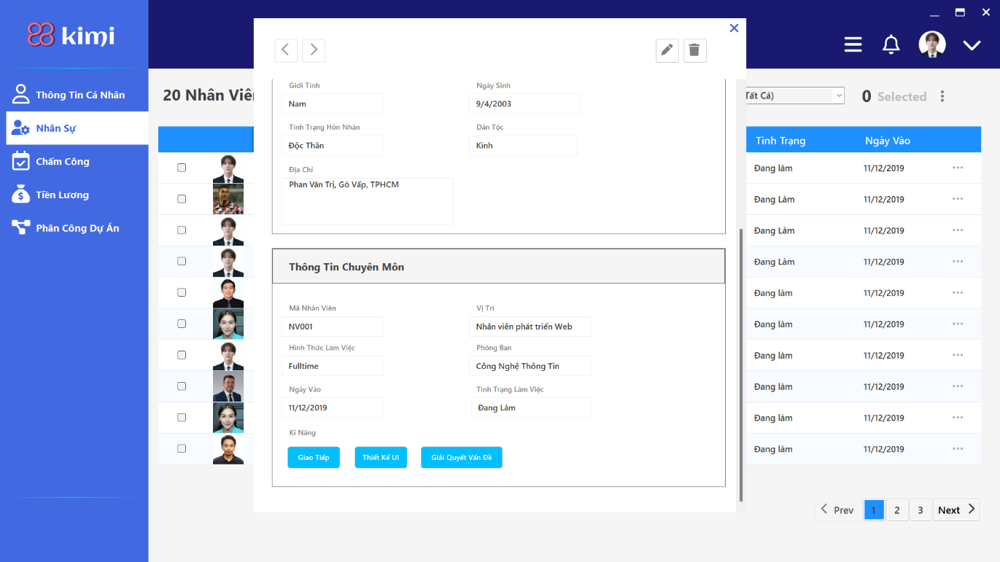 kimi
Thông Tin Cá Nhân
Nhân Sự
Chấm Công
Tiền Lương
Phân Công Dự Án
20 Nhân Viên
Giới Tính
Ngày Sinh
Nam
9/4/2003
Tình Trạng Hôn Nhân
Dân Tộc
Độc Thân
Kinh
Địa Chỉ
Phan Văn Trị, Gò Vấp, TPHCM
Thông Tin Chuyên Môn
Mã Nhân Viên
Vị Trí
NV001
Nhân viên phát triển Web
Hình Thức Làm Việc
Phòng Ban
Fulltime
Công Nghệ Thông Tin
Ngày Vào
Tình Trạng Làm Việc
11/12/2019
Đang Làm
Kĩ Năng
Giao Tiếp
Thiết Kế UI
Giải Quyết Vấn Đề
Tất Cả)
0 Selected
Tình Trạng Ngày Vào
Đang làm 11/12/2019
Đang Làm 11/12/2019
Đang Làm 11/12/2019
Đang Làm 11/12/2019
Đang làm 11/12/2019
Đang làm 11/12/2019
Đang làm 11/12/2019
Đang làm 11/12/2019
Đang làm 11/12/2019
Đang làm 11/12/2019
Prev 1 2 3 Next